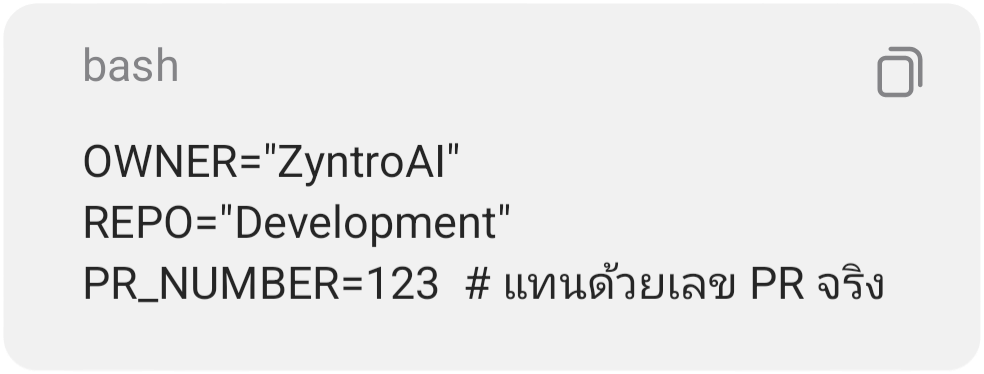 bash
OWNER="ZyntroAI"
REPO="Development"
PR_NUMBER=123  # แทนด้วยเลข PR จริง